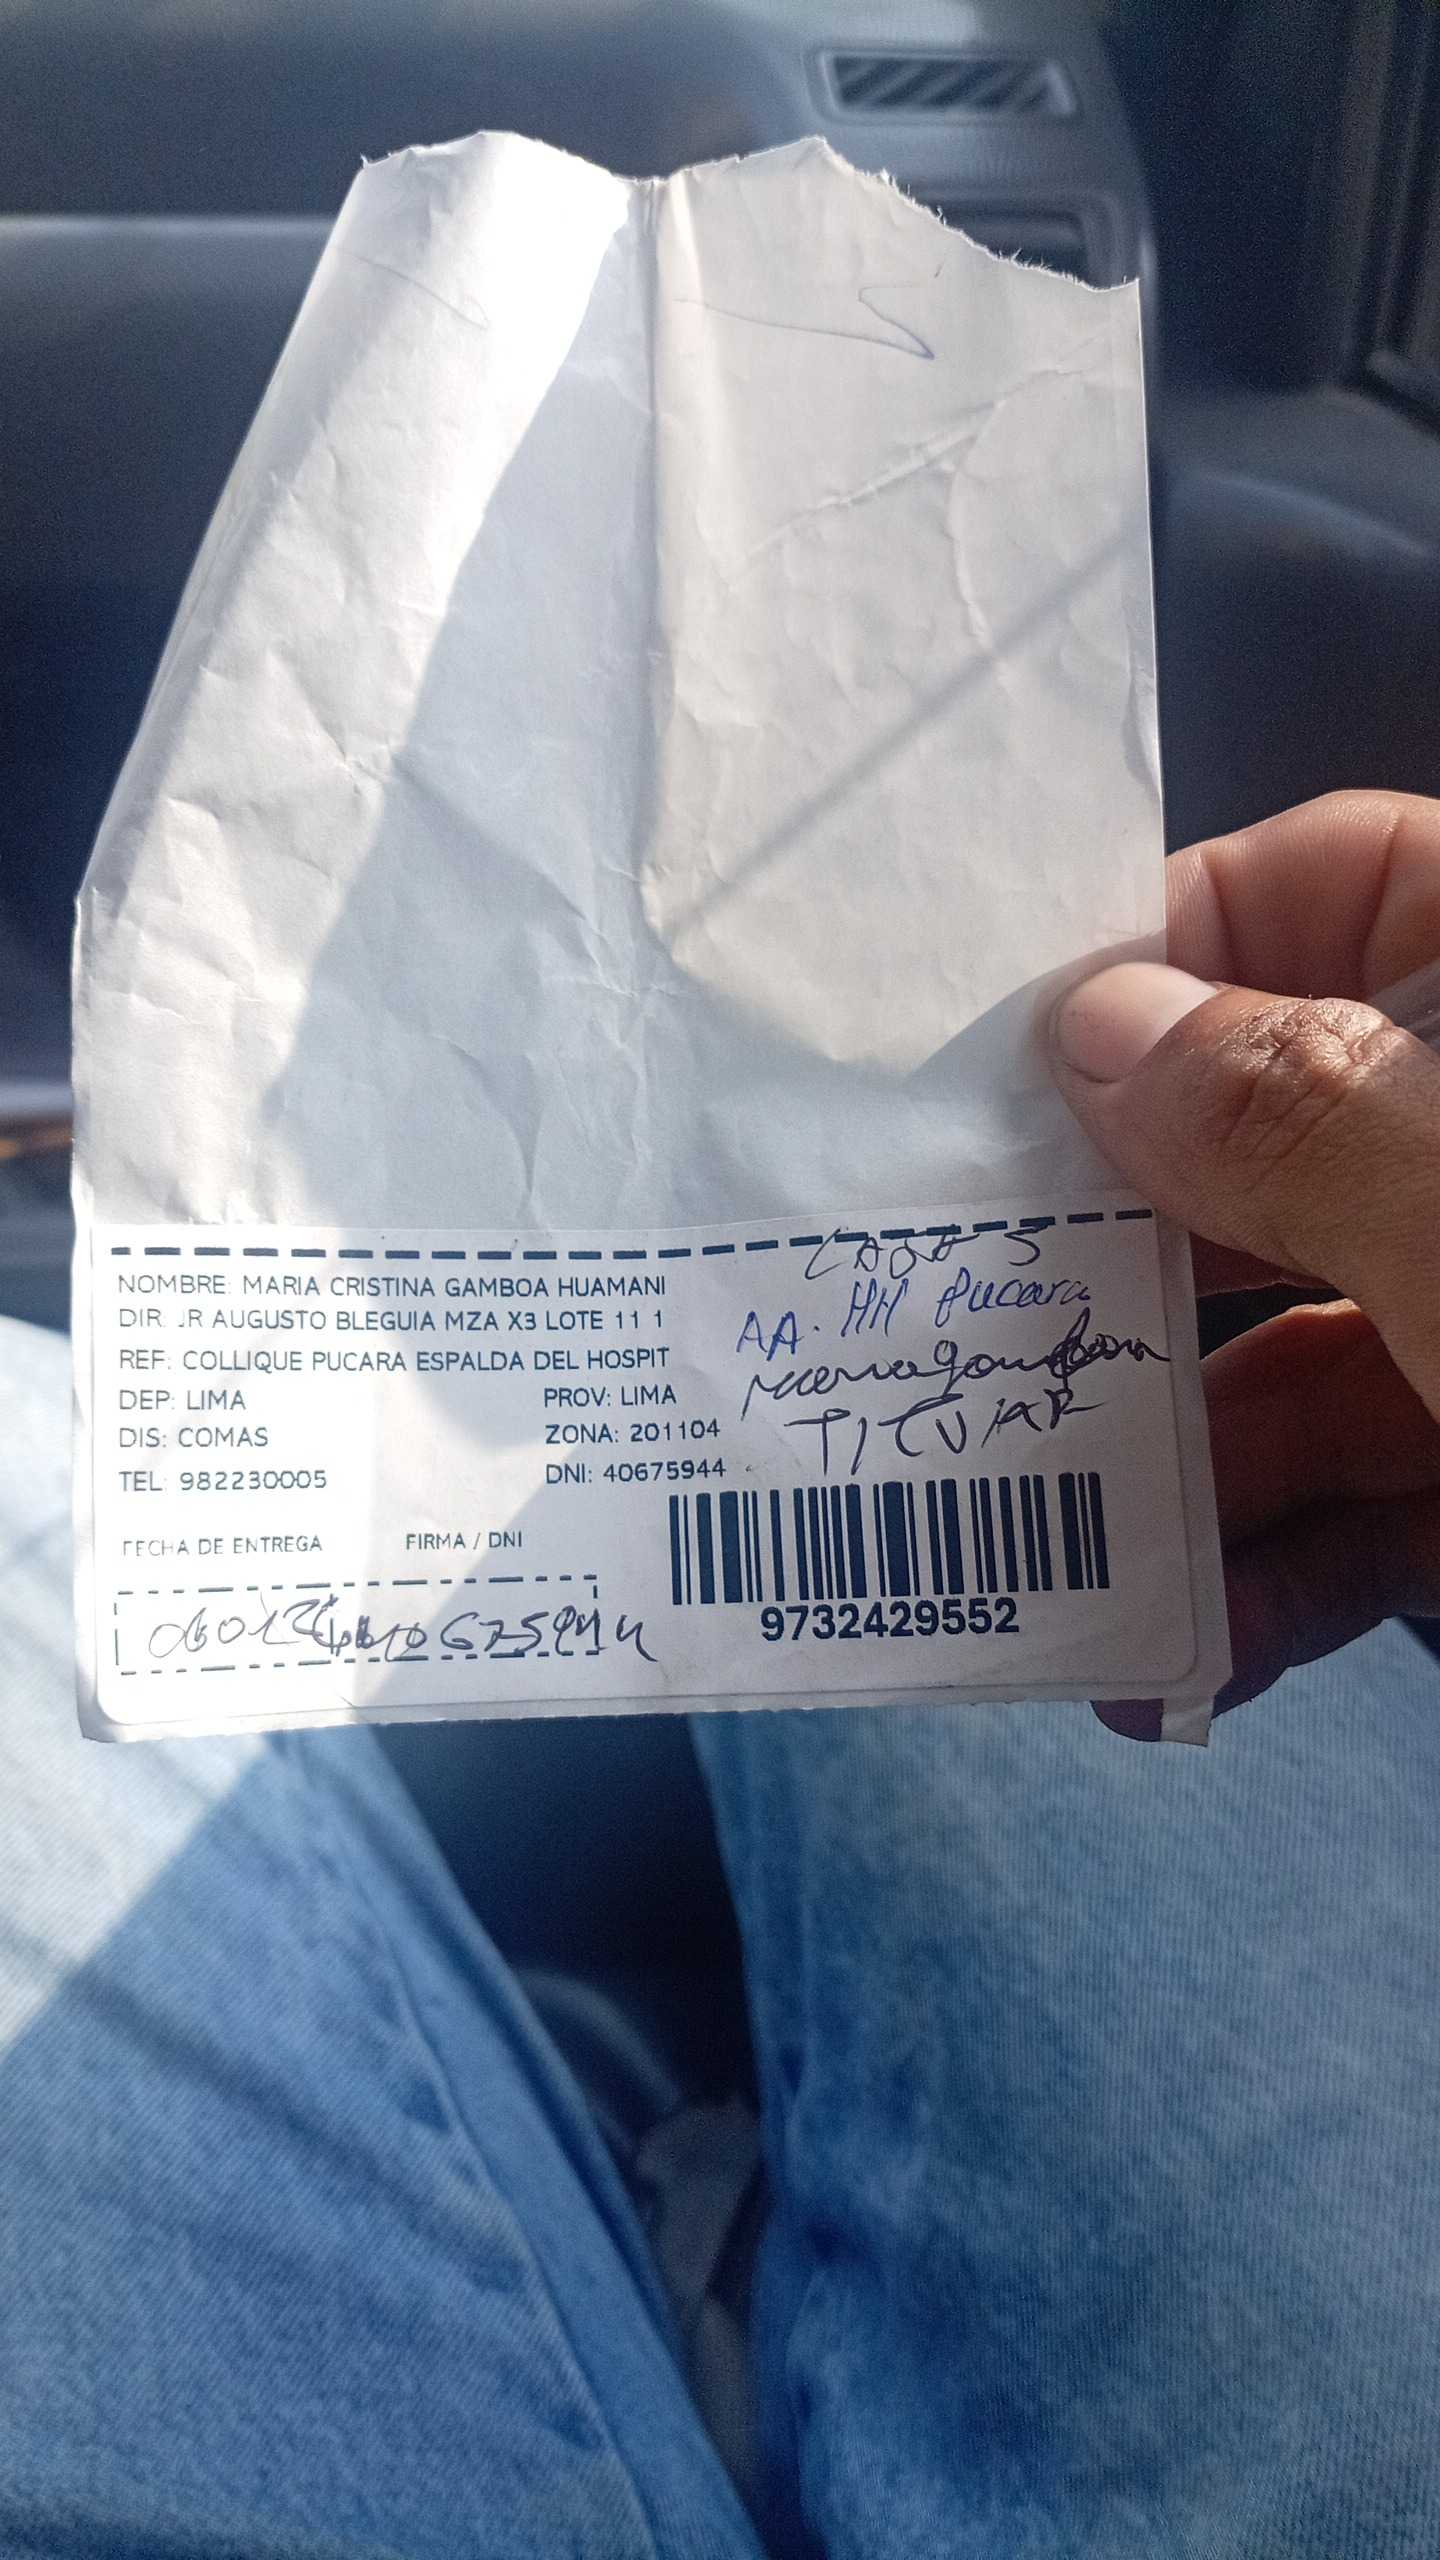 NOMBRE: MARIA CRISTINA GAMBOA HUAMANI
DIR: JR AUGUSTO BLEGUIA MZA X3 LOTE 11 1
REF: COLLIQUE PUCARA ESPALDA DEL HOSPIT
DEP: LIMA PROV: LIMA
DIS: COMAS ZONA: 201104
TEL: 982230005 DNI: 40675944
AA. HH Pucara
TITULAR
FECHA DE ENTREGA FIRMA / DNI
9732429552